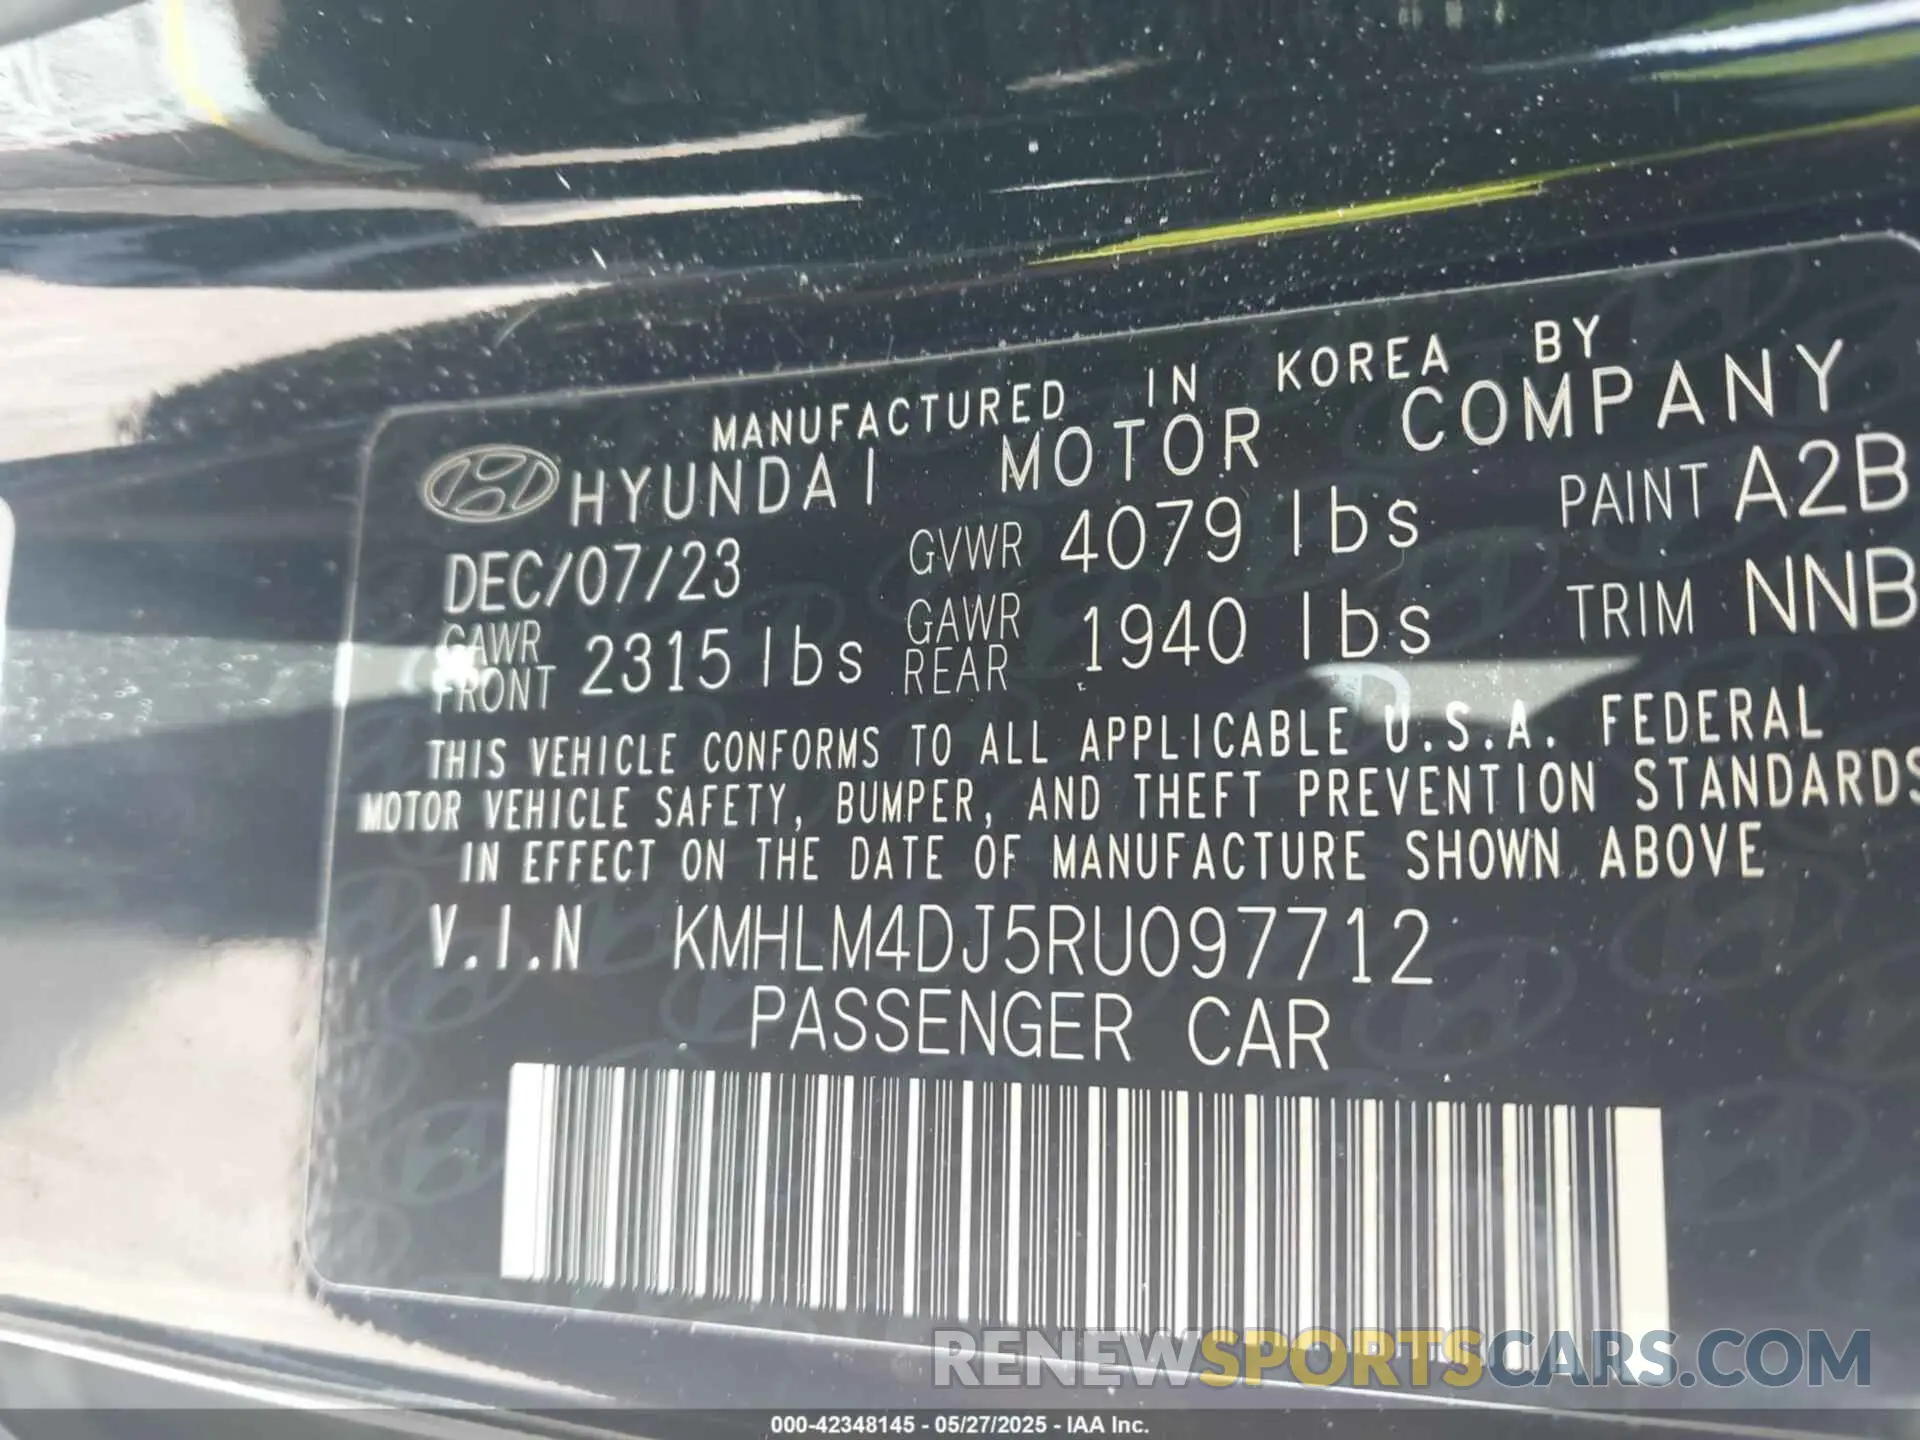 MANUFACTURED IN KOREA BY
HYUNDAI MOTOR COMPANY
DEC/07/23 GVWR 4079 lbs PAINT A2B
GAWR FRONT 2315 lbs GAWR REAR 1940 lbs TRIM NNB
THIS VEHICLE CONFORMS TO ALL APPLICABLE U.S.A. FEDERAL
MOTOR VEHICLE SAFETY, BUMPER, AND THEFT PREVENTION STANDARDS
IN EFFECT ON THE DATE OF MANUFACTURE SHOWN ABOVE
V.I.N KMHLM4DJ5RU097712
PASSENGER CAR
RENEWSPORTSCARS.COM
000-42348145 - 05/27/2025 - IAA Inc.